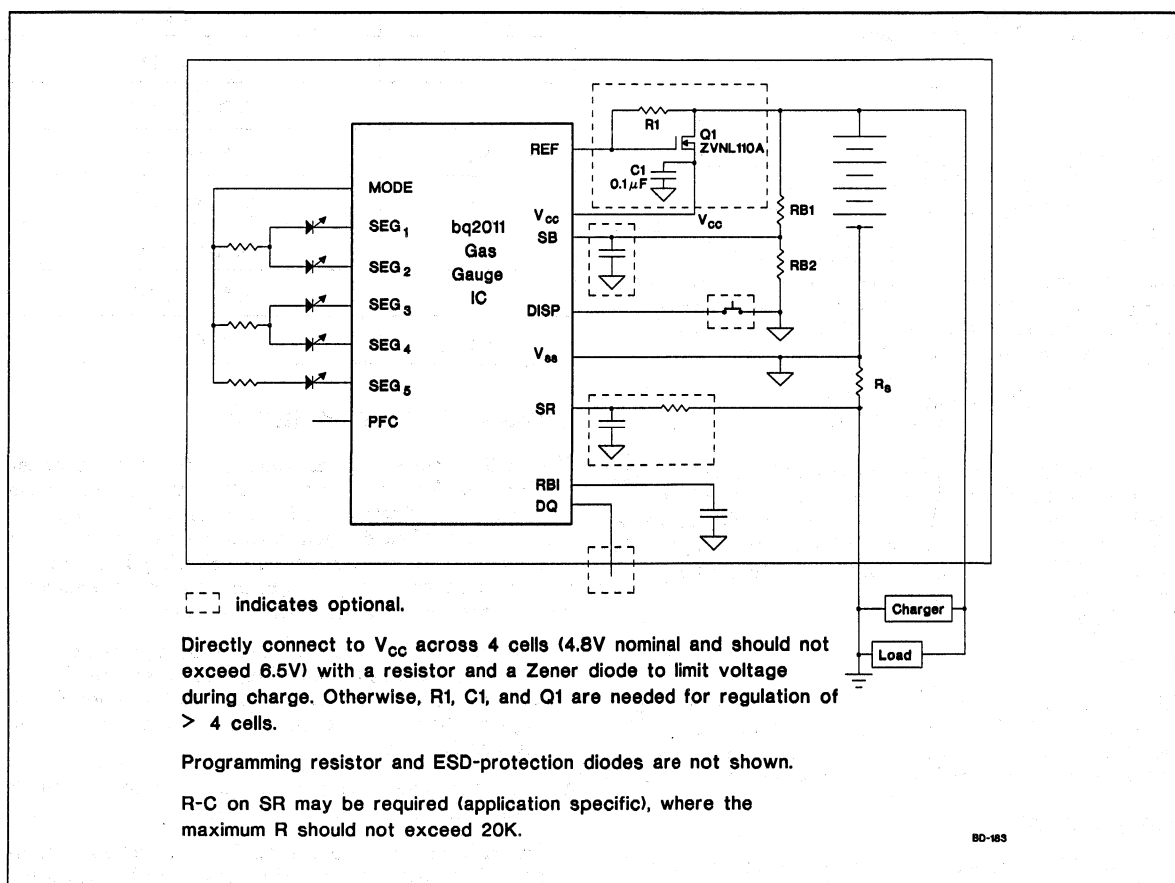 R1
Q1
ZVNL110A
REF
C1
0.1µF
MODE
VCC
VCC
RB1
SEG1
bq2011
Gas
Gauge
IC
SB
SEG2
RB2
SEG3
DISP
SEG4
Vss
SEG5
Rs
SR
PFC
RBI
DQ
indicates optional.
Charger
Directly connect to VCC across 4 cells (4.8V nominal and should not
exceed 6.5V) with a resistor and a Zener diode to limit voltage
Load
during charge. Otherwise, R1, C1, and Q1 are needed for regulation of
> 4 cells.
Programming resistor and ESD-protection diodes are not shown.
R-C on SR may be required (application specific), where the
maximum R should not exceed 20K.
BD-183